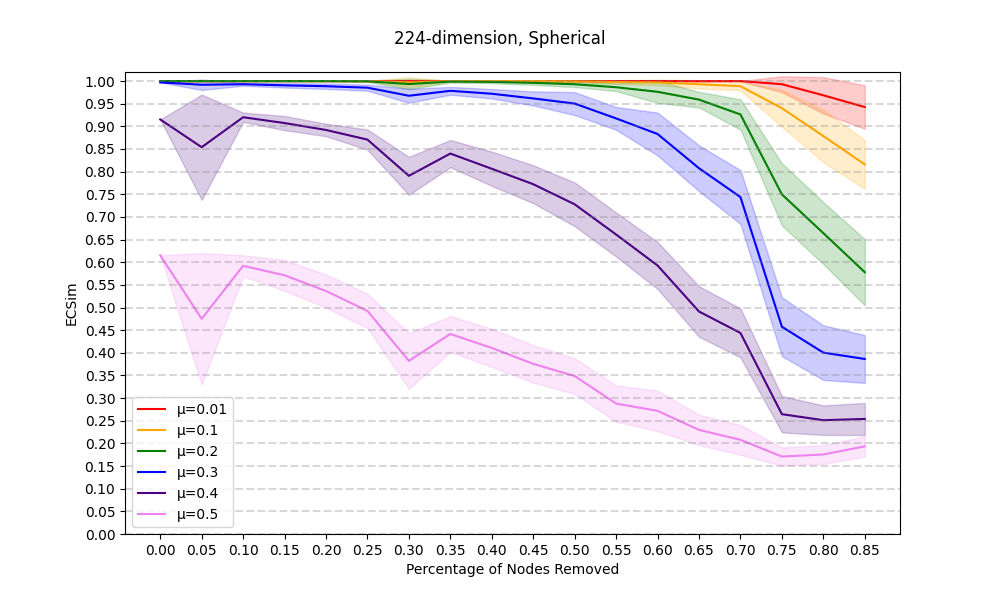 224-dimension, Spherical
1.00
0.95
0.90
0.85
0.80
0.75
0.70
0.65
0.60
0.55
0.50
0.45
0.40
0.35
0.30
0.25
0.20
0.15
0.10
0.05
0.00
ECSim
μ=0.01
μ=0.1
μ=0.2
μ=0.3
μ=0.4
μ=0.5
0.00 0.05 0.10 0.15 0.20 0.25 0.30 0.35 0.40 0.45 0.50 0.55 0.60 0.65 0.70 0.75 0.80 0.85
Percentage of Nodes Removed